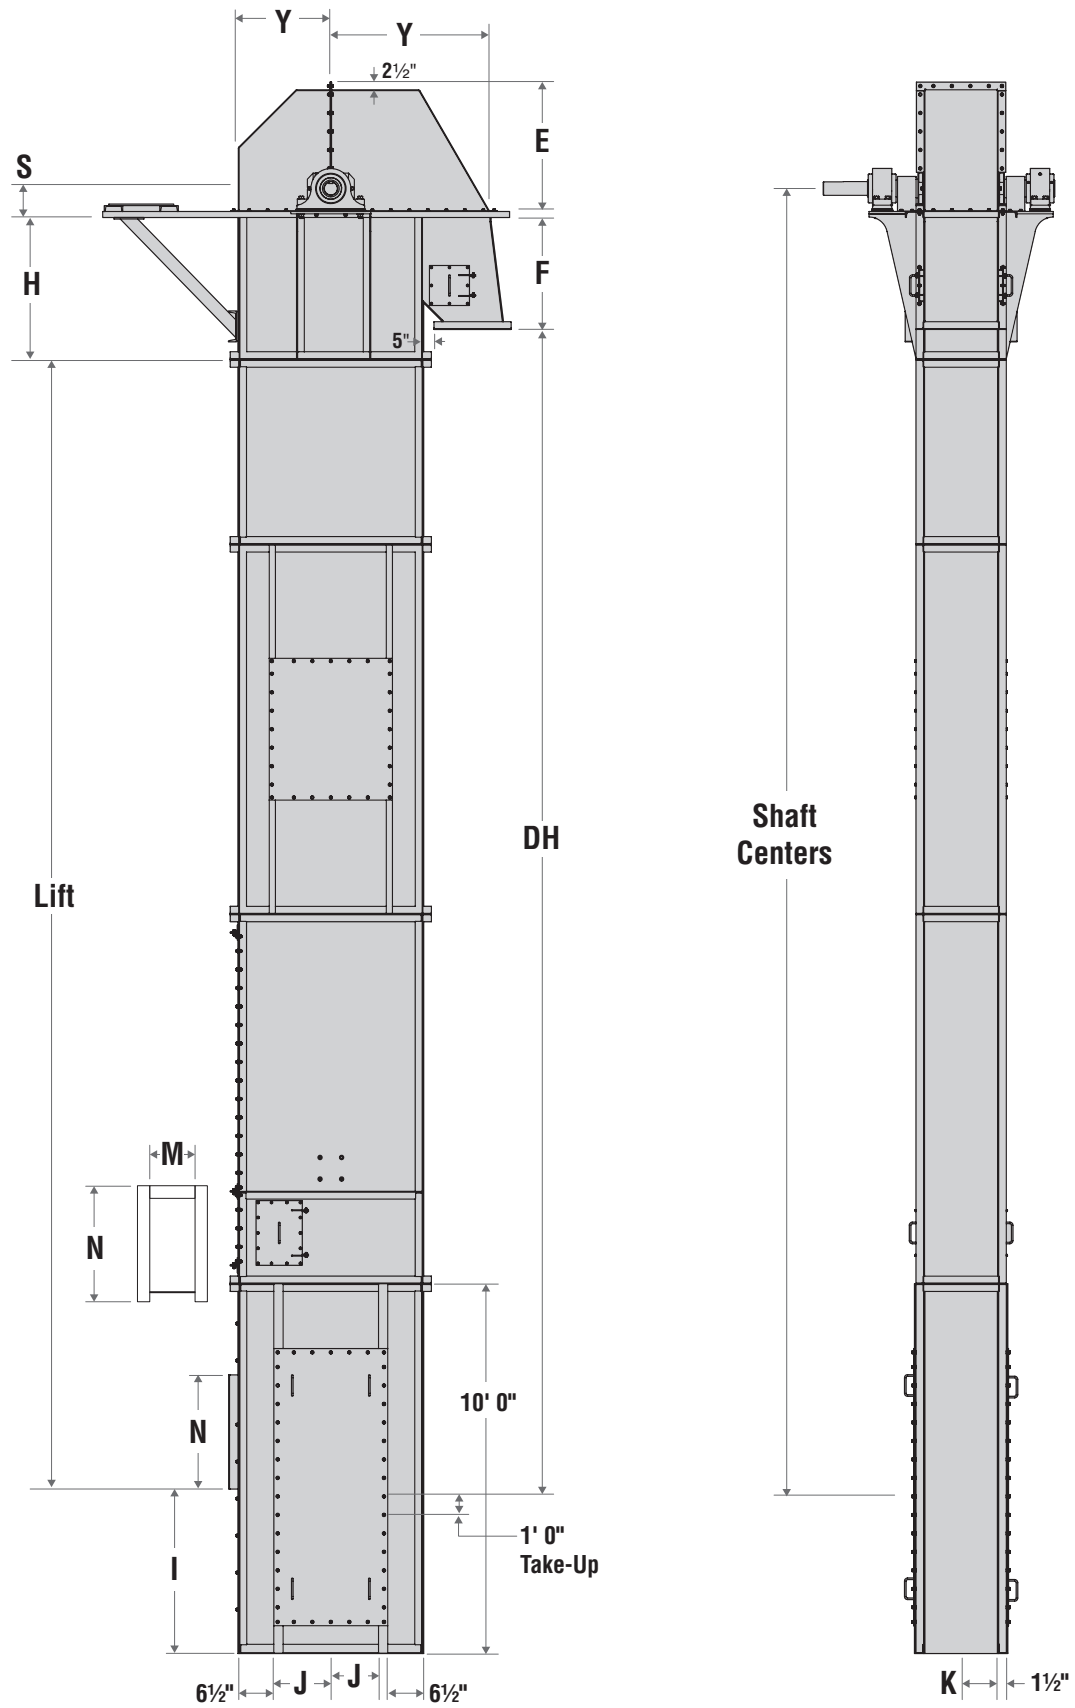 Y
Y
2½"
E
S
H
F
5"
Shaft
Centers
DH
Lift
M
N
N
10' 0"
1' 0"
Take-Up
I
6½"
J
J
6½"
K
1½"